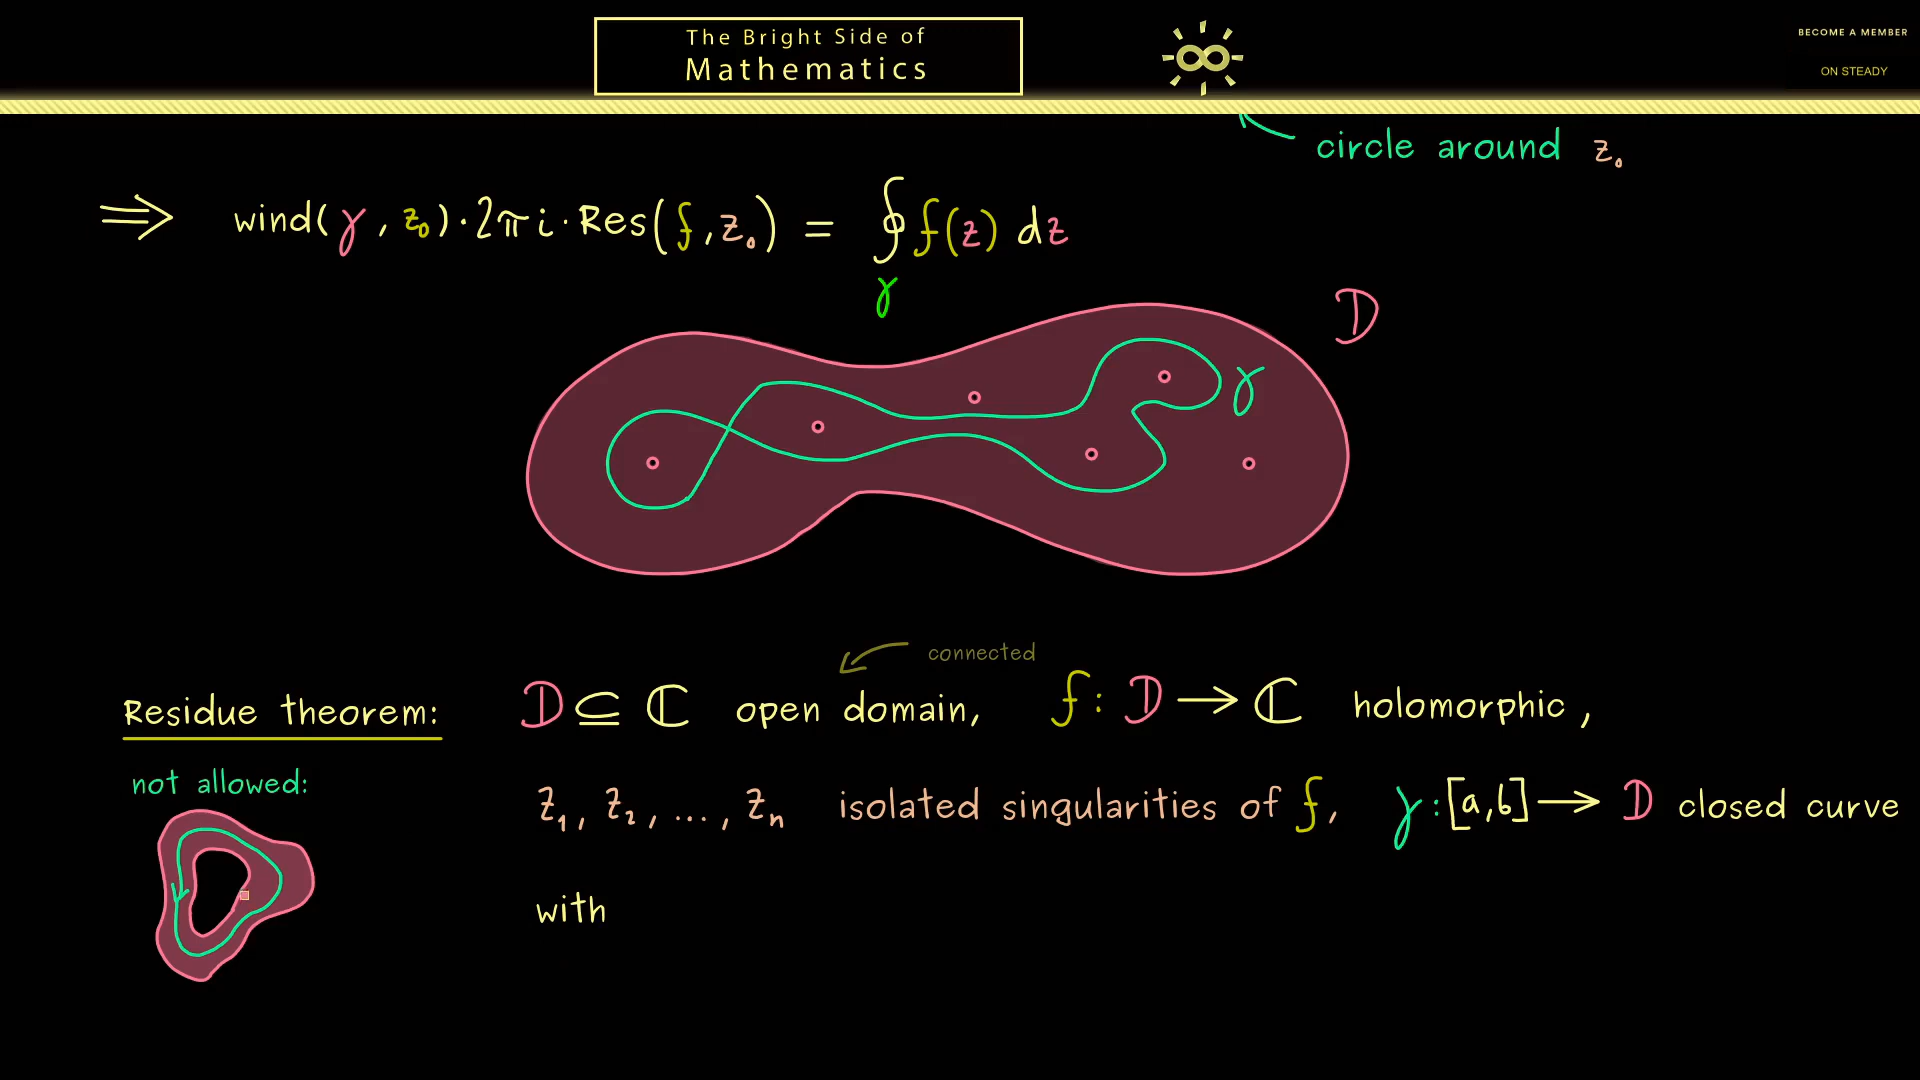 The Bright Side of
Mathematics
BECOME A MEMBER
ON STEADY
circle around z₀
⟹ wind(γ, z₀)·2πi·Res(f, z₀) = ∮ f(z) dz
γ
D
γ
connected
Residue theorem: D ⊆ ℂ open domain, f: D ⟶ ℂ holomorphic,
not allowed:
z₁, z₂, ..., zₙ isolated singularities of f, γ:[a,b] ⟶ D closed curve
with